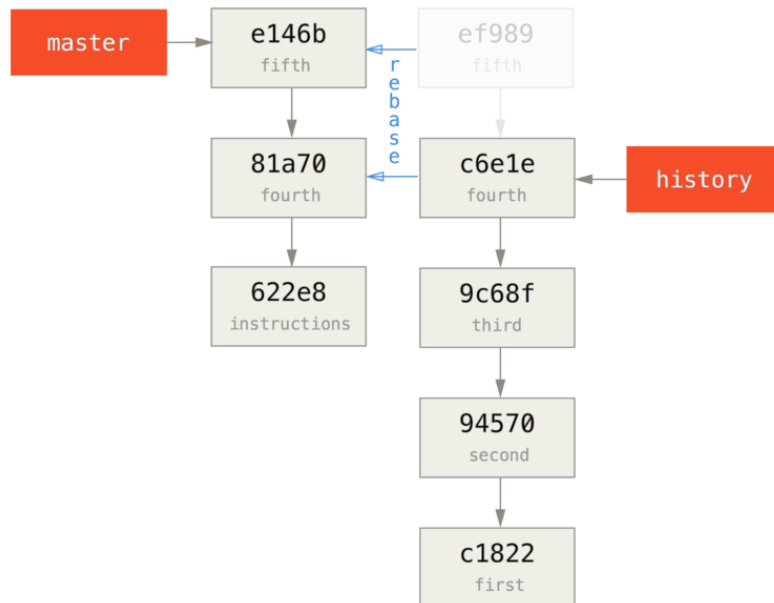 master
e146b
fifth
ef989
fifth
rebase
81a70
fourth
c6e1e
fourth
history
622e8
instructions
9c68f
third
94570
second
c1822
first